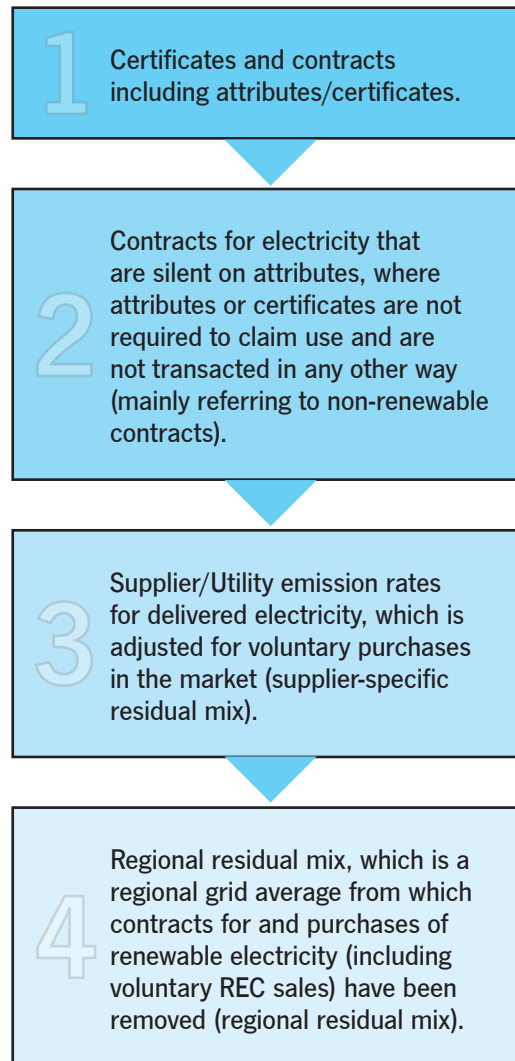 1
Certificates and contracts
including attributes/certificates.
2
Contracts for electricity that
are silent on attributes, where
attributes or certificates are not
required to claim use and are
not transacted in any other way
(mainly referring to non-renewable
contracts).
3
Supplier/Utility emission rates
for delivered electricity, which is
adjusted for voluntary purchases
in the market (supplier-specific
residual mix).
4
Regional residual mix, which is a
regional grid average from which
contracts for and purchases of
renewable electricity (including
voluntary REC sales) have been
removed (regional residual mix).